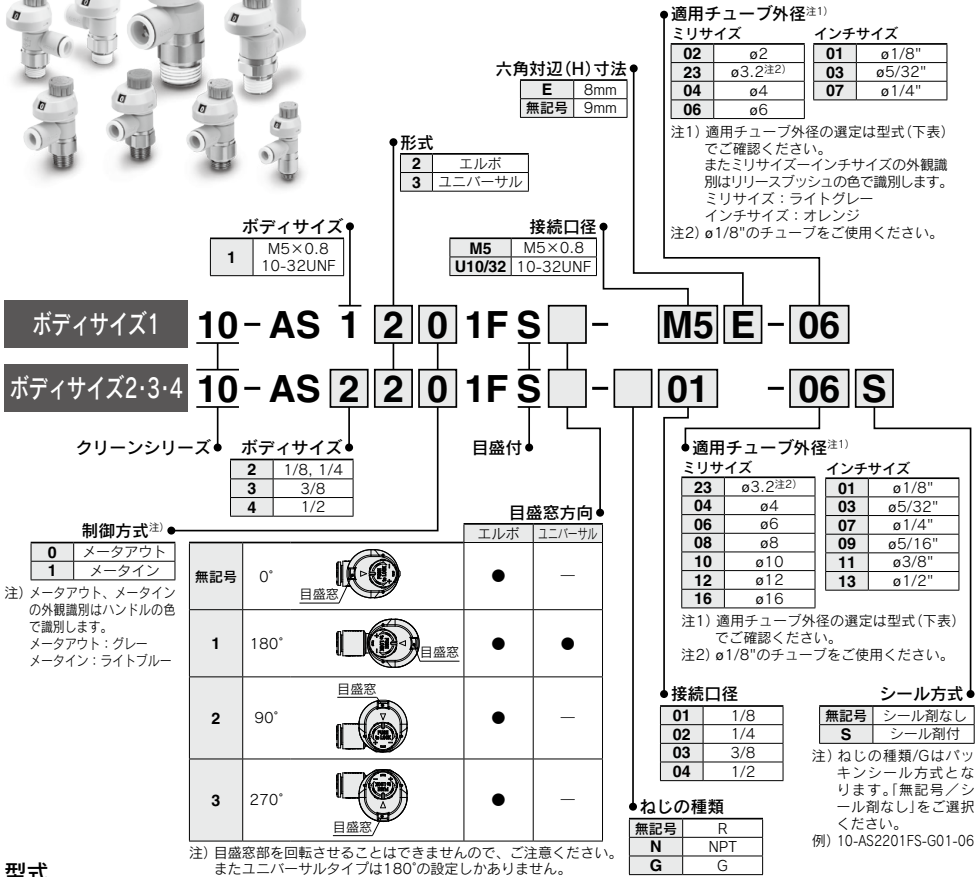 適用チューブ外径注1)
ミリサイズ インチサイズ
02 ø2 01 ø1/8"
23 ø3.2注2) 03 ø5/32"
04 ø4 07 ø1/4"
06 ø6
注1) 適用チューブ外径の選定は型式(下表)
でご確認ください。
またミリサイズーインチサイズの外観識
別はリリースブッシュの色で識別します。
ミリサイズ：ライトグレー
インチサイズ：オレンジ
注2) ø1/8"のチューブをご使用ください。
六角対辺(H)寸法
E 8mm
無記号 9mm
形式
2 エルボ
3 ユニバーサル
ボディサイズ
1 M5×0.8
10-32UNF
接続口径
M5 M5×0.8
U10/32 10-32UNF
ボディサイズ1 10-AS 1 2 0 1F S - M5 E - 06
ボディサイズ2･3･4 10-AS 2 2 0 1F S - 01 - 06 S
クリーンシリーズ
ボディサイズ
2 1/8, 1/4
3 3/8
4 1/2
目盛付
制御方式注)
0 メータアウト
1 メータイン
注) メータアウト、メータイン
の外観識別はハンドルの色
で識別します。
メータアウト：グレー
メータイン：ライトブルー
目盛窓方向
エルボ ユニバーサル
無記号 0° 目盛窓 ● —
1 180° 目盛窓 ● ●
2 90° 目盛窓 ● —
3 270° 目盛窓 ● —
注) 目盛窓部を回転させることはできませんので、ご注意ください。
またユニバーサルタイプは180°の設定しかありません。
適用チューブ外径注1)
ミリサイズ インチサイズ
23 ø3.2注2) 01 ø1/8"
04 ø4 03 ø5/32"
06 ø6 07 ø1/4"
08 ø8 09 ø5/16"
10 ø10 11 ø3/8"
12 ø12 13 ø1/2"
16 ø16
注1) 適用チューブ外径の選定は型式(下表)
でご確認ください。
注2) ø1/8"のチューブをご使用ください。
接続口径
01 1/8
02 1/4
03 3/8
04 1/2
シール方式
無記号 シール剤なし
S シール剤付
注) ねじの種類/Gはパッ
キンシール方式とな
ります。「無記号／シ
ール剤なし」をご選択
ください。
例) 10-AS2201FS-G01-06
ねじの種類
無記号 R
N NPT
G G
型式